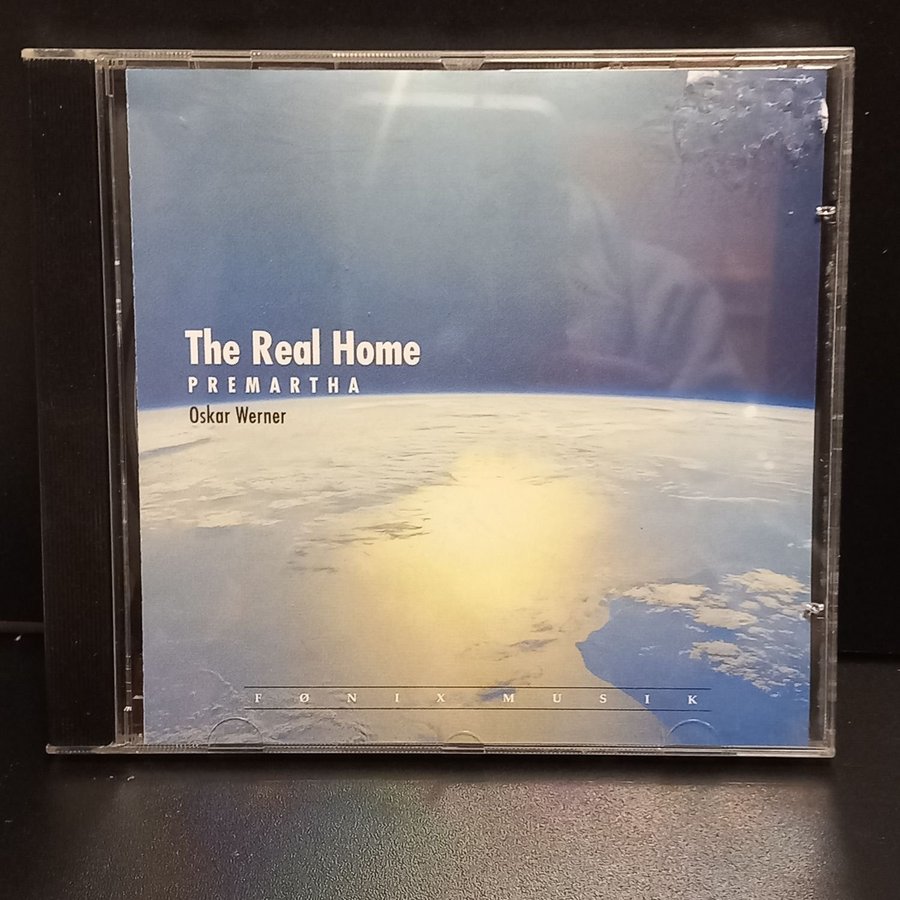 The Real Home
PREMARTHA
Oskar Werner
FØNIX MUSIK